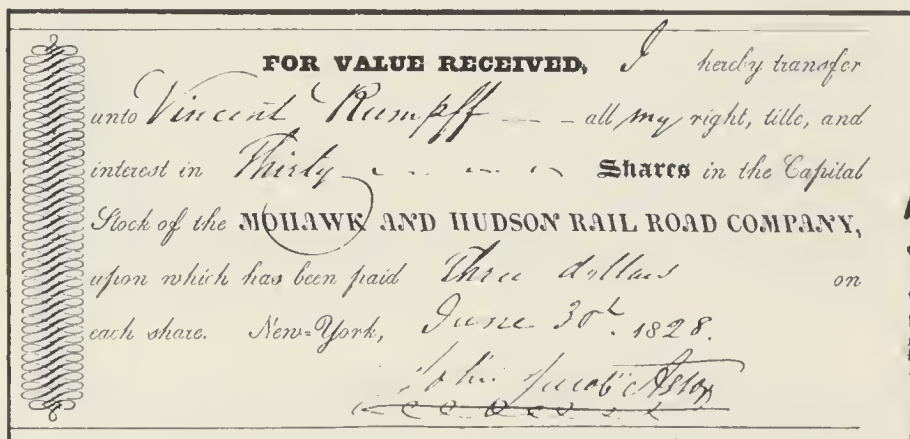 FOR VALUE RECEIVED, I hereby transfer
unto Vincent Rumpff — — all my right, title, and
interest in Thirty Shares in the Capital
Stock of the MOHAWK AND HUDSON RAIL ROAD COMPANY,
upon which has been paid Three dollars on
each share. New=York, June 30th. 1828.
John Jacob Astor